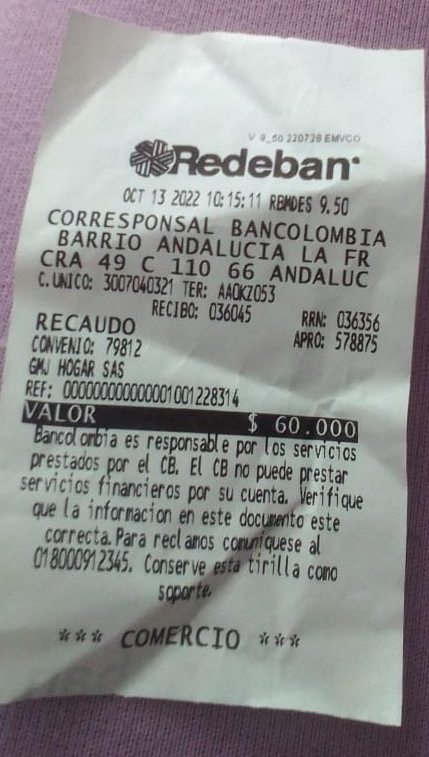 V 9_50 220728 EMVCO
Redeban
OCT 13 2022 10:15:11 RBMDES 9.50
CORRESPONSAL BANCOLOMBIA
BARRIO ANDALUCIA LA FR
CRA 49 C 110 66 ANDALUC
C.UNICO: 3007040321 TER: AAOKZ053
RECIBO: 036045 RRN: 036356
RECAUDO APRO: 578875
CONVENIO: 79812
GMJ HOGAR SAS
REF: 00000000000001001228314
VALOR $ 60.000
Bancolombia es responsable por los servicios
prestados por el CB. El CB no puede prestar
servicios financieros por su cuenta. Verifique
que la informacion en este documento este
correcta. Para reclamos comuniquese al
018000912345. Conserve esta tirilla como
soporte.
*** COMERCIO ***